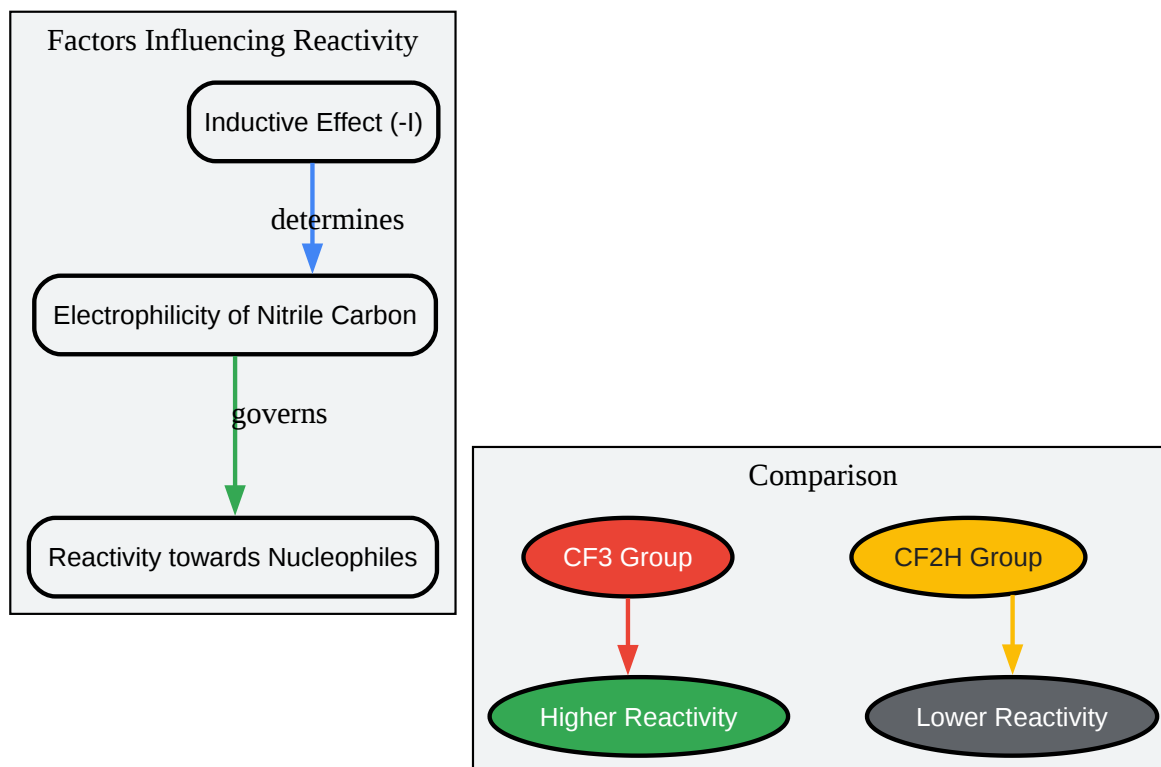 Factors Influencing Reactivity
Inductive Effect (-I)
determines
Electrophilicity of Nitrile Carbon
governs
Reactivity towards Nucleophiles
Comparison
CF3 Group
CF2H Group
Higher Reactivity
Lower Reactivity